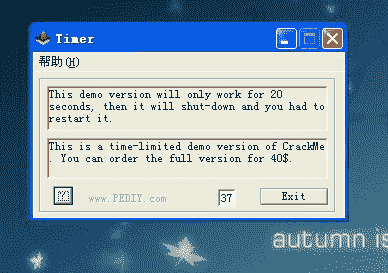 Timer
帮助(H)
This demo version will only work for 20
seconds, then it will shut-down and you had to
restart it.
This is a time-limited demo version of CrackMe
. You can order the full version for 40$.
www.PEDIY.com
37
Exit
autumn is